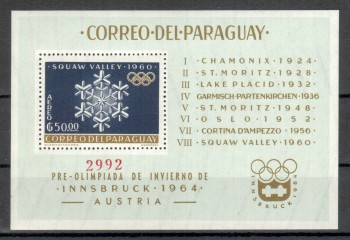 CORREO·DEL·PARAGUAY
SQUAW VALLEY · 1960
AEREO
₲50.00
CORREO DEL PARAGUAY
I CHAMONIX · 1924
II ST. MORITZ · 1928
III LAKE PLACID · 1932
IV GARMISCH-PARTENKIRCHEN · 1936
V ST. MORITZ · 1948
VI OSLO · 1952
VII CORTINA D'AMPEZZO · 1956
VIII SQUAW VALLEY · 1960
2992
PRE-OLIMPIADA DE INVIERNO DE
INNSBRUCK · 1964
AUSTRIA
INNSBRUCK 1964